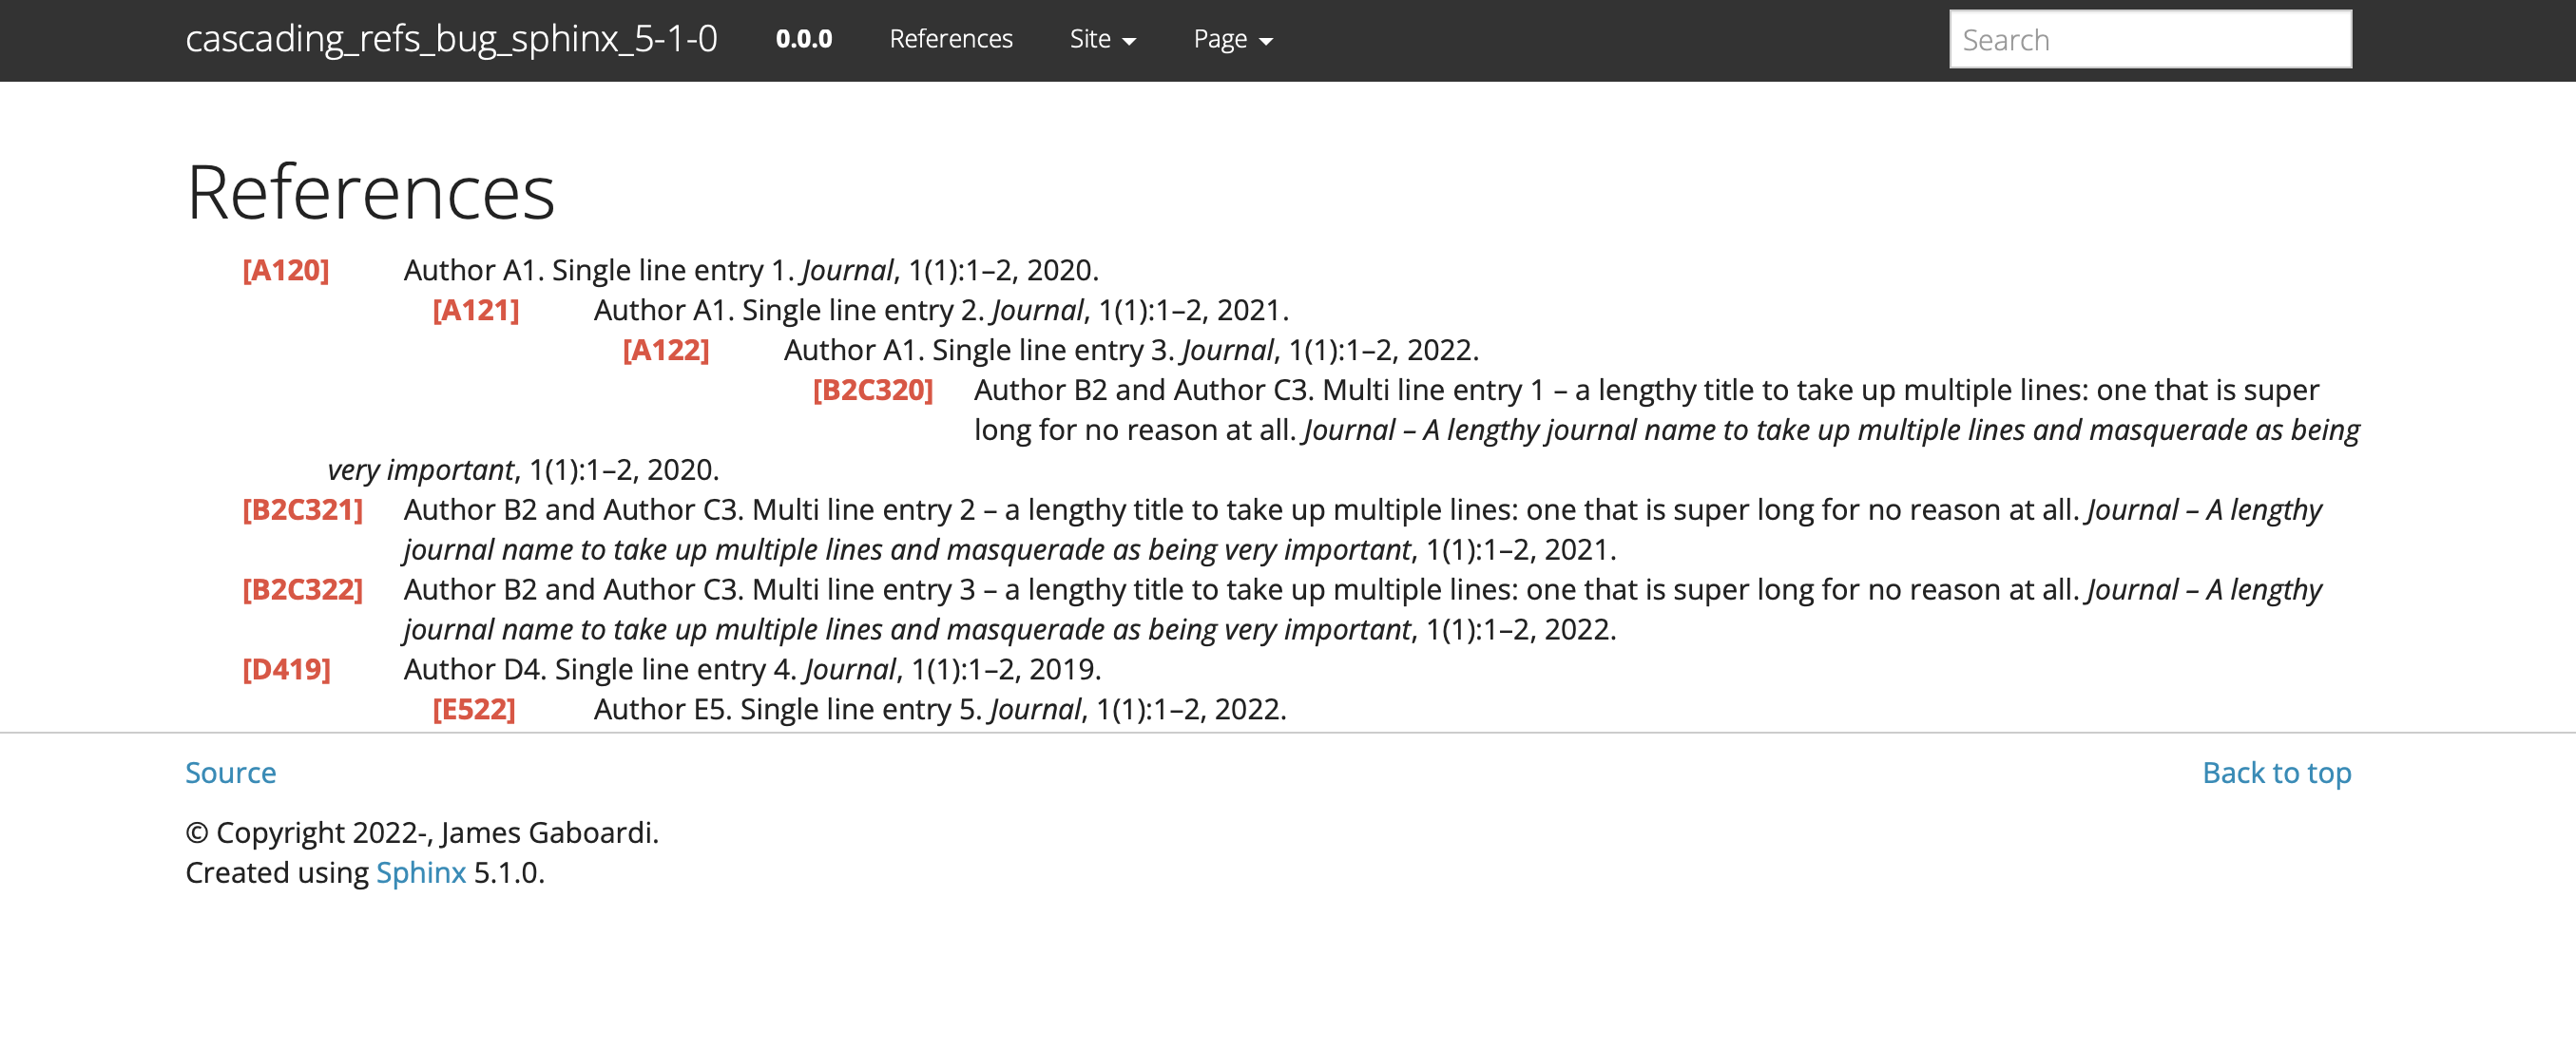 cascading_refs_bug_sphinx_5-1-0 0.0.0 References Site Page Search
References
[A120] Author A1. Single line entry 1. Journal, 1(1):1–2, 2020.
[A121] Author A1. Single line entry 2. Journal, 1(1):1–2, 2021.
[A122] Author A1. Single line entry 3. Journal, 1(1):1–2, 2022.
[B2C320] Author B2 and Author C3. Multi line entry 1 – a lengthy title to take up multiple lines: one that is super
long for no reason at all. Journal – A lengthy journal name to take up multiple lines and masquerade as being
very important, 1(1):1–2, 2020.
[B2C321] Author B2 and Author C3. Multi line entry 2 – a lengthy title to take up multiple lines: one that is super long for no reason at all. Journal – A lengthy
journal name to take up multiple lines and masquerade as being very important, 1(1):1–2, 2021.
[B2C322] Author B2 and Author C3. Multi line entry 3 – a lengthy title to take up multiple lines: one that is super long for no reason at all. Journal – A lengthy
journal name to take up multiple lines and masquerade as being very important, 1(1):1–2, 2022.
[D419] Author D4. Single line entry 4. Journal, 1(1):1–2, 2019.
[E522] Author E5. Single line entry 5. Journal, 1(1):1–2, 2022.
Source Back to top
© Copyright 2022-, James Gaboardi.
Created using Sphinx 5.1.0.